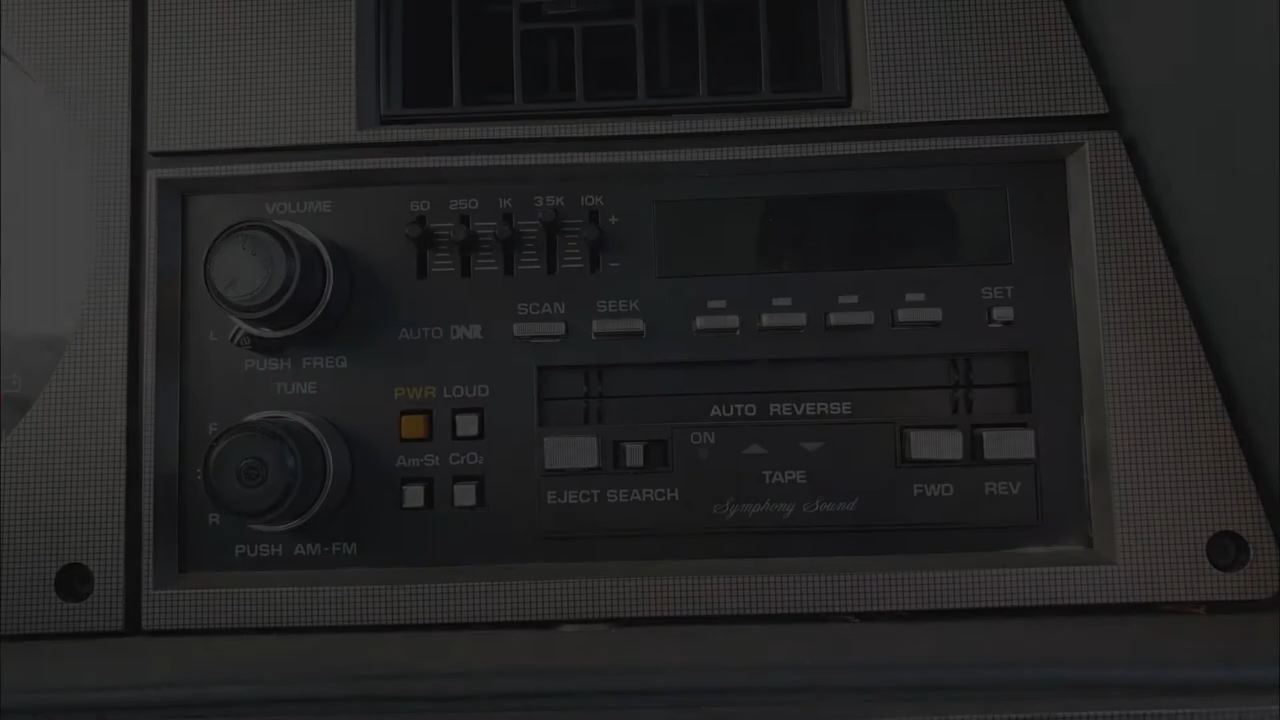 VOLUME
60 250 1K 3.5K 10K
+
−
L
AUTO DNR
SCAN SEEK
SET
PUSH FREQ
TUNE
PWR LOUD
AUTO REVERSE
F
ON
Am-St CrO₂
TAPE
EJECT SEARCH
FWD REV
Symphony Sound
R
PUSH AM-FM